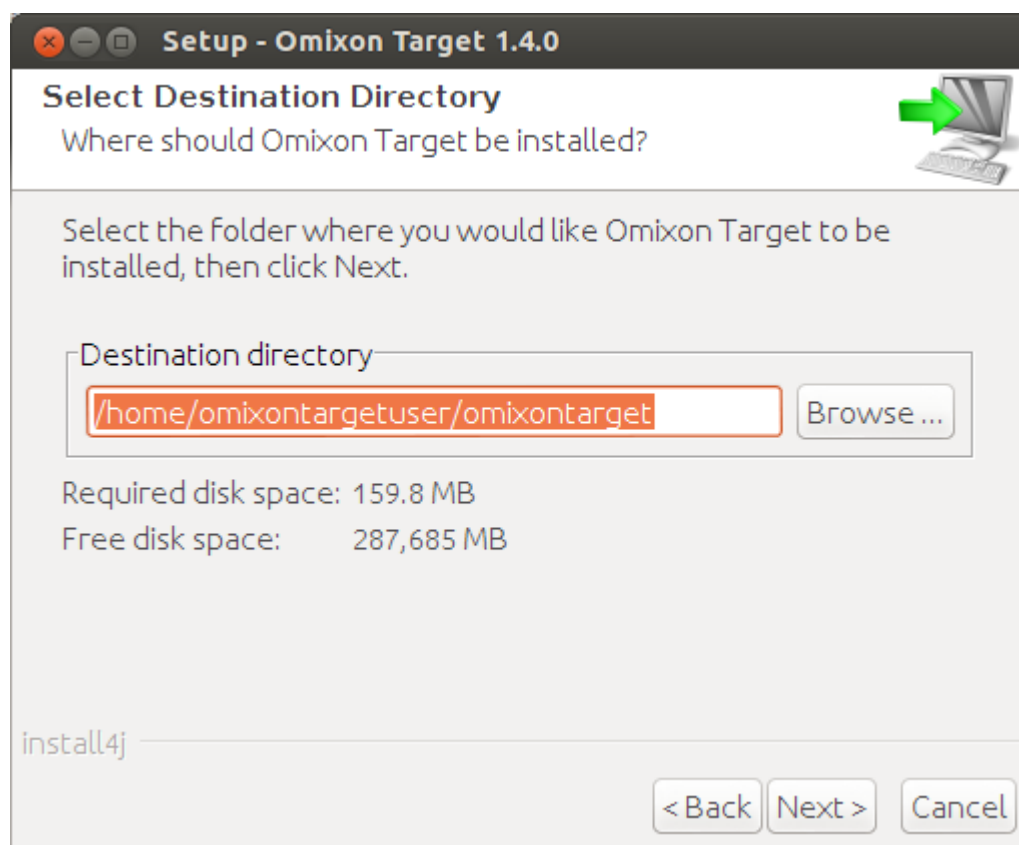 Setup - Omixon Target 1.4.0
Select Destination Directory
Where should Omixon Target be installed?
Select the folder where you would like Omixon Target to be
installed, then click Next.
Destination directory
/home/omixontargetuser/omixontarget
Browse ...
Required disk space: 159.8 MB
Free disk space: 287,685 MB
install4j
< Back Next > Cancel